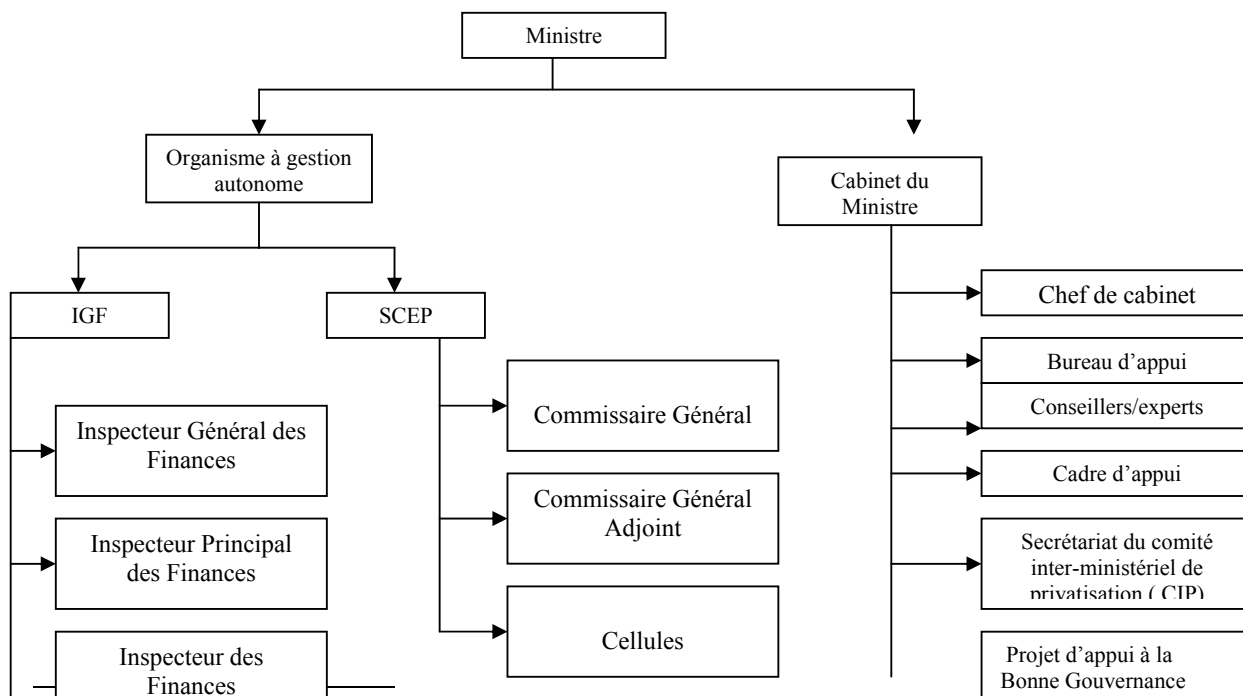 Ministre
Organisme à gestion
autonome
Cabinet du
Ministre
IGF
SCEP
Chef de cabinet
Bureau d’appui
Conseillers/experts
Cadre d’appui
Secrétariat du comité
inter-ministériel de
privatisation ( CIP)
Projet d’appui à la
Bonne Gouvernance
Inspecteur Général des
Finances
Inspecteur Principal
des Finances
Inspecteur des
Finances
Commissaire Général
Commissaire Général
Adjoint
Cellules